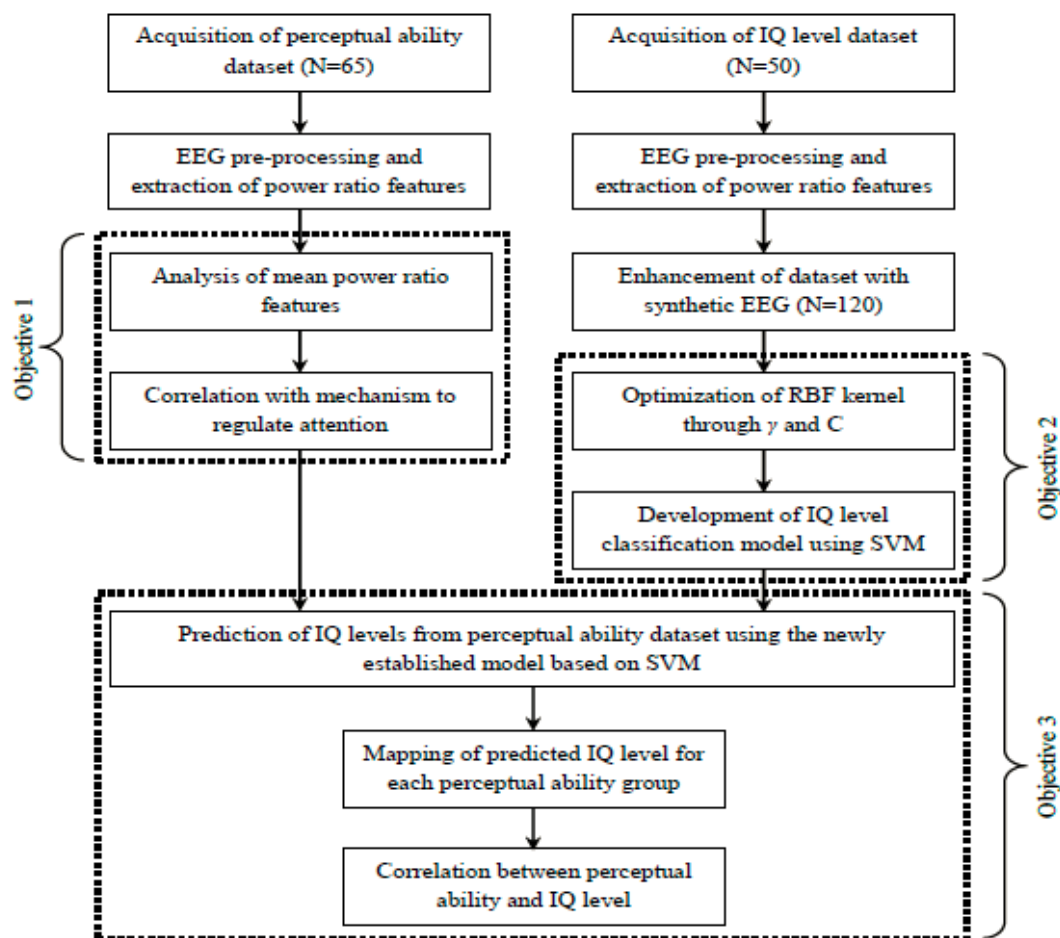 Acquisition of perceptual ability
dataset (N=65)
Acquisition of IQ level dataset
(N=50)
EEG pre-processing and
extraction of power ratio features
EEG pre-processing and
extraction of power ratio features
Objective 1
Analysis of mean power ratio
features
Enhancement of dataset with
synthetic EEG (N=120)
Correlation with mechanism to
regulate attention
Optimization of RBF kernel
through γ and C
Objective 2
Development of IQ level
classification model using SVM
Prediction of IQ levels from perceptual ability dataset using the newly
established model based on SVM
Mapping of predicted IQ level for
each perceptual ability group
Objective 3
Correlation between perceptual
ability and IQ level